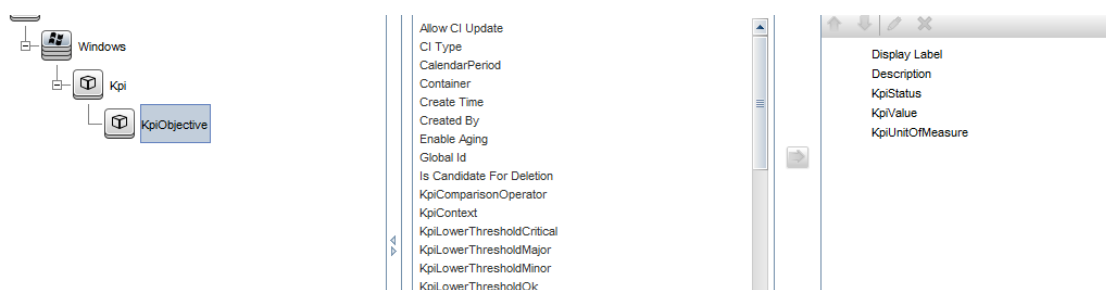 Windows
Kpi
KpiObjective
Allow CI Update
CI Type
CalendarPeriod
Container
Create Time
Created By
Enable Aging
Global Id
Is Candidate For Deletion
KpiComparisonOperator
KpiContext
KpiLowerThresholdCritical
KpiLowerThresholdMajor
KpiLowerThresholdMinor
KpiLowerThresholdOk
Display Label
Description
KpiStatus
KpiValue
KpiUnitOfMeasure